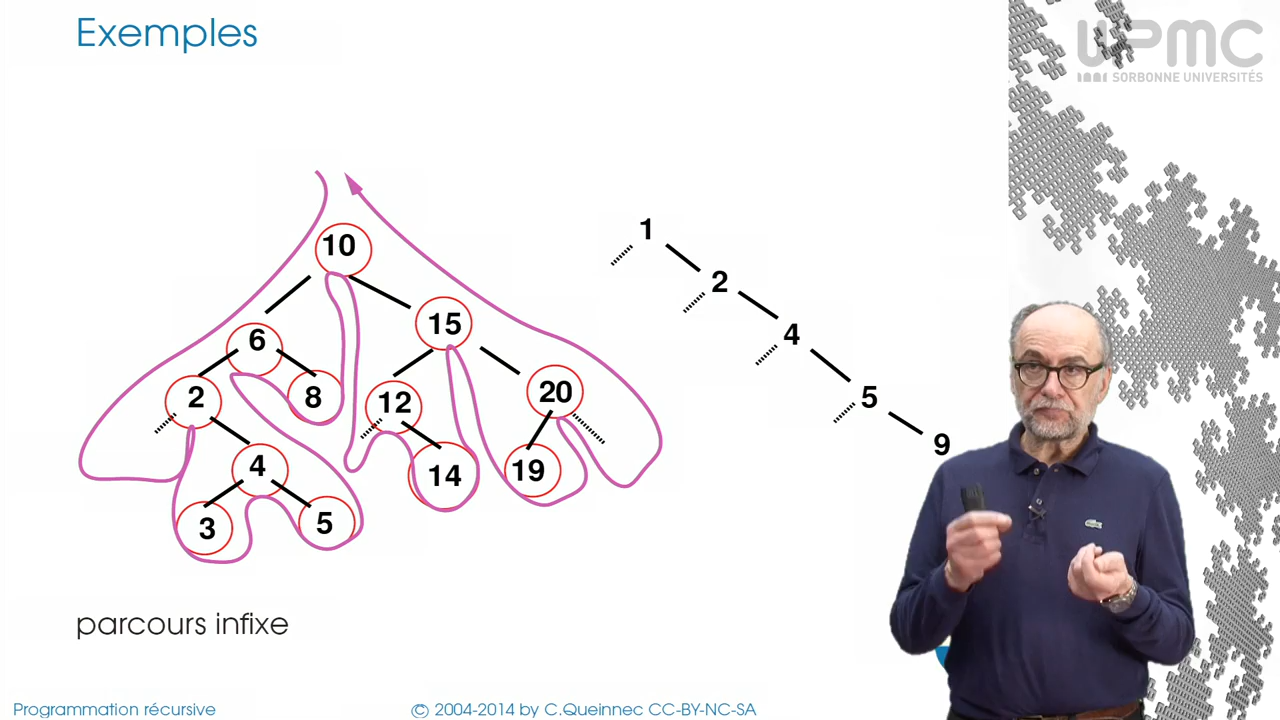 Exemples
UPMC
SORBONNE UNIVERSITÉS
10
6
15
2
8
12
20
4
14
19
3
5
1
2
4
5
9
parcours infixe
Programmation récursive
© 2004-2014 by C.Queinnec CC-BY-NC-SA